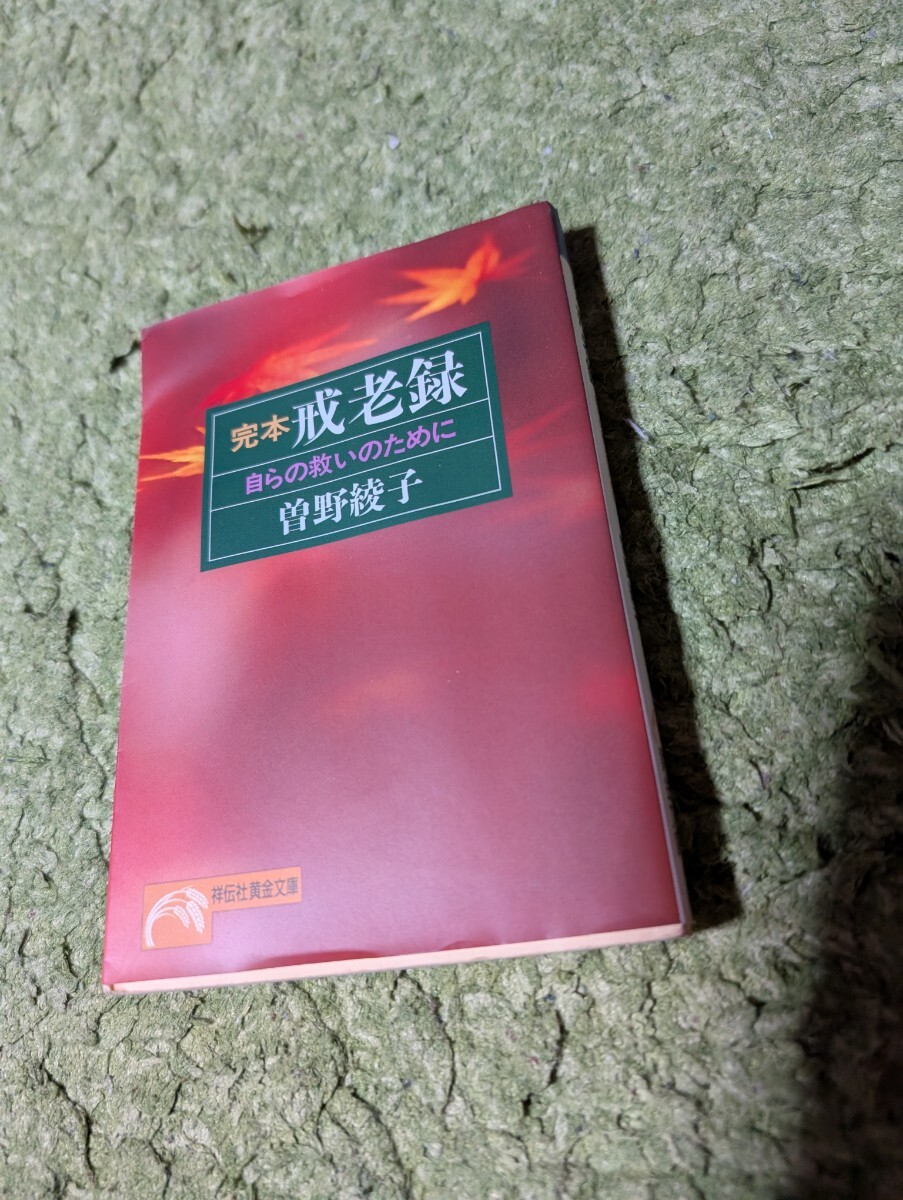 完本 戒老録
自らの救いのために
曽野綾子
祥伝社黄金文庫